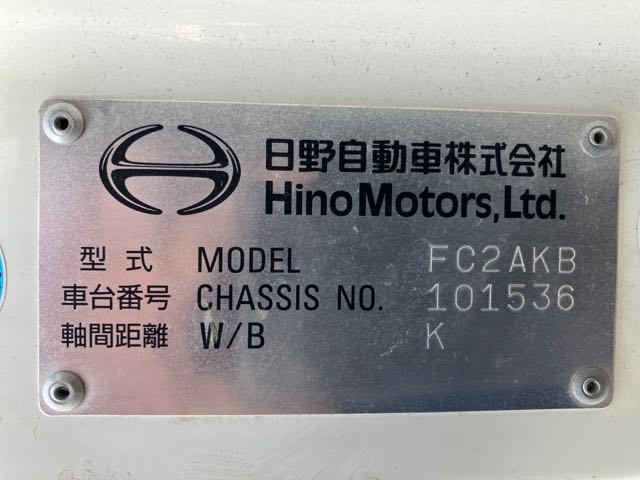 日野自動車株式会社
Hino Motors, Ltd.
型式 MODEL FC2AKB
車台番号 CHASSIS NO. 101536
軸間距離 W/B K